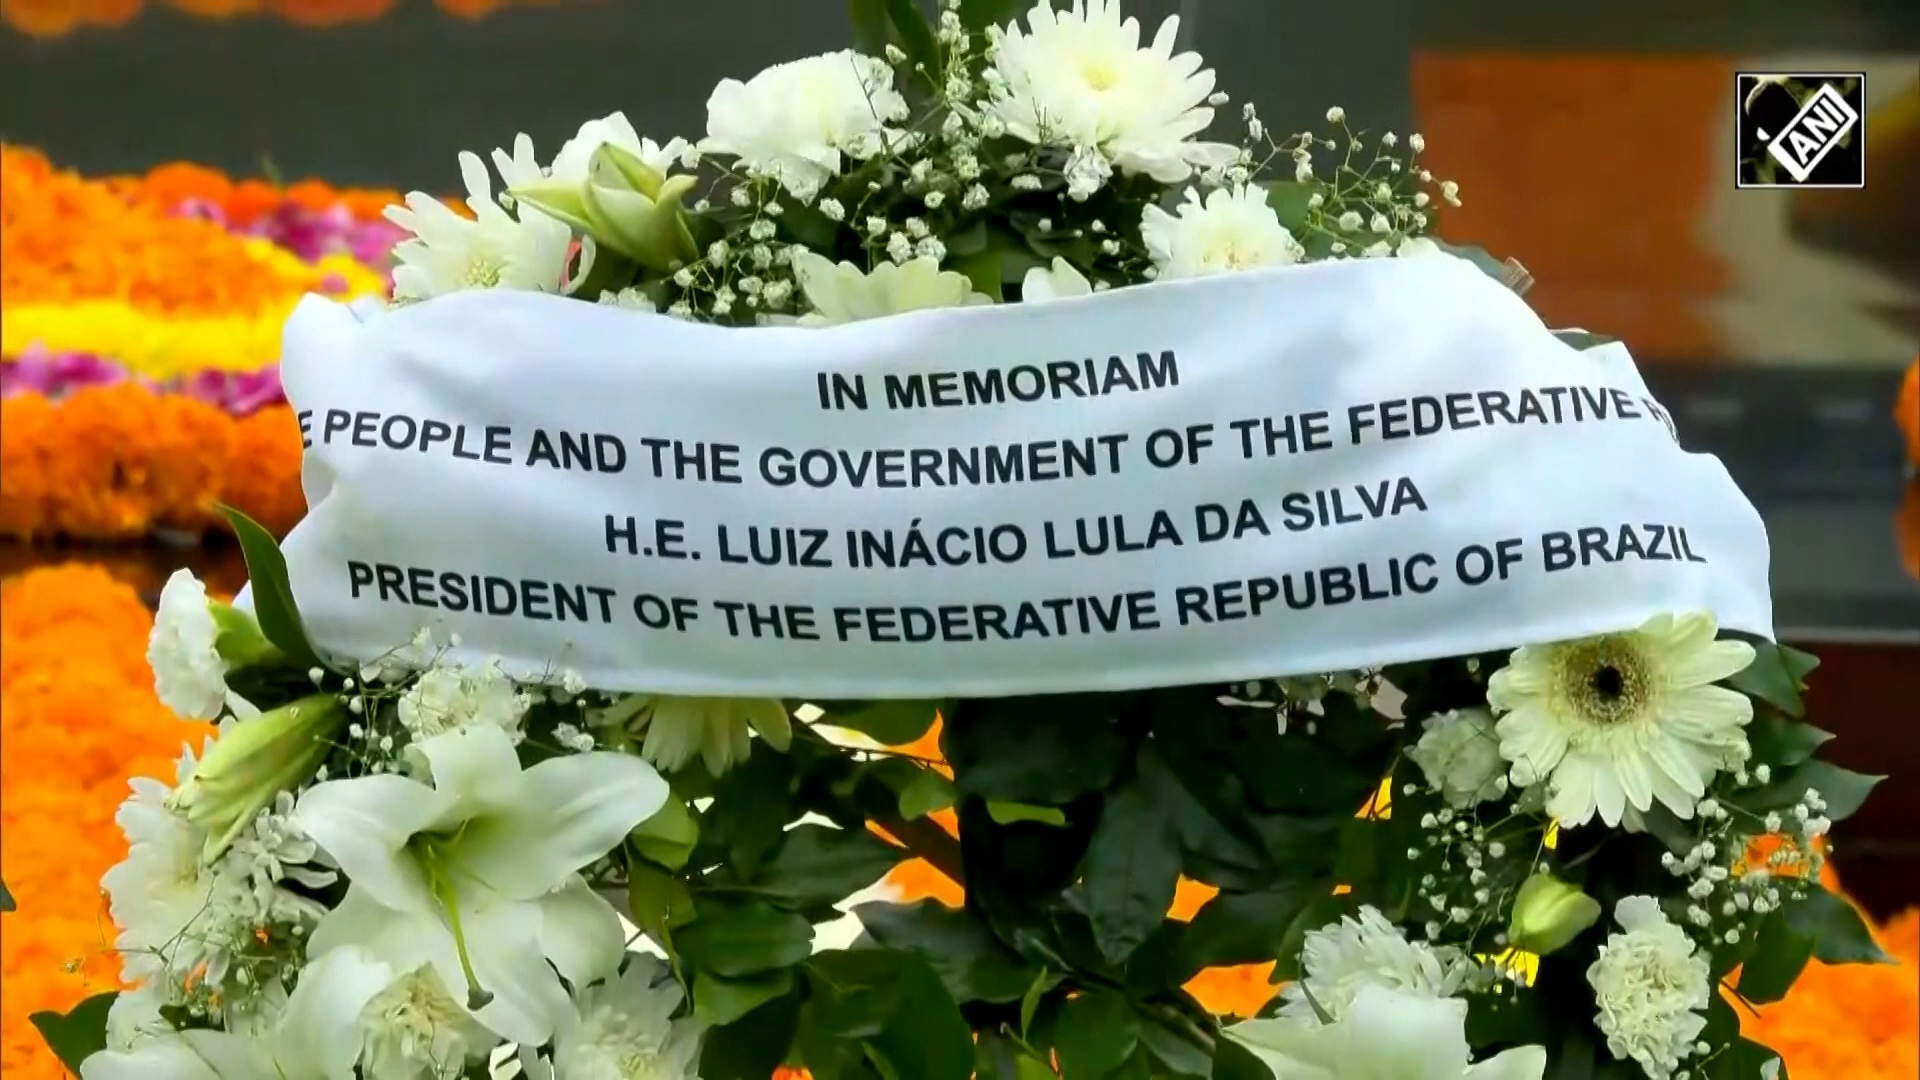 IN MEMORIAM
PEOPLE AND THE GOVERNMENT OF THE FEDERATIVE
H.E. LUIZ INÁCIO LULA DA SILVA
PRESIDENT OF THE FEDERATIVE REPUBLIC OF BRAZIL
ANI